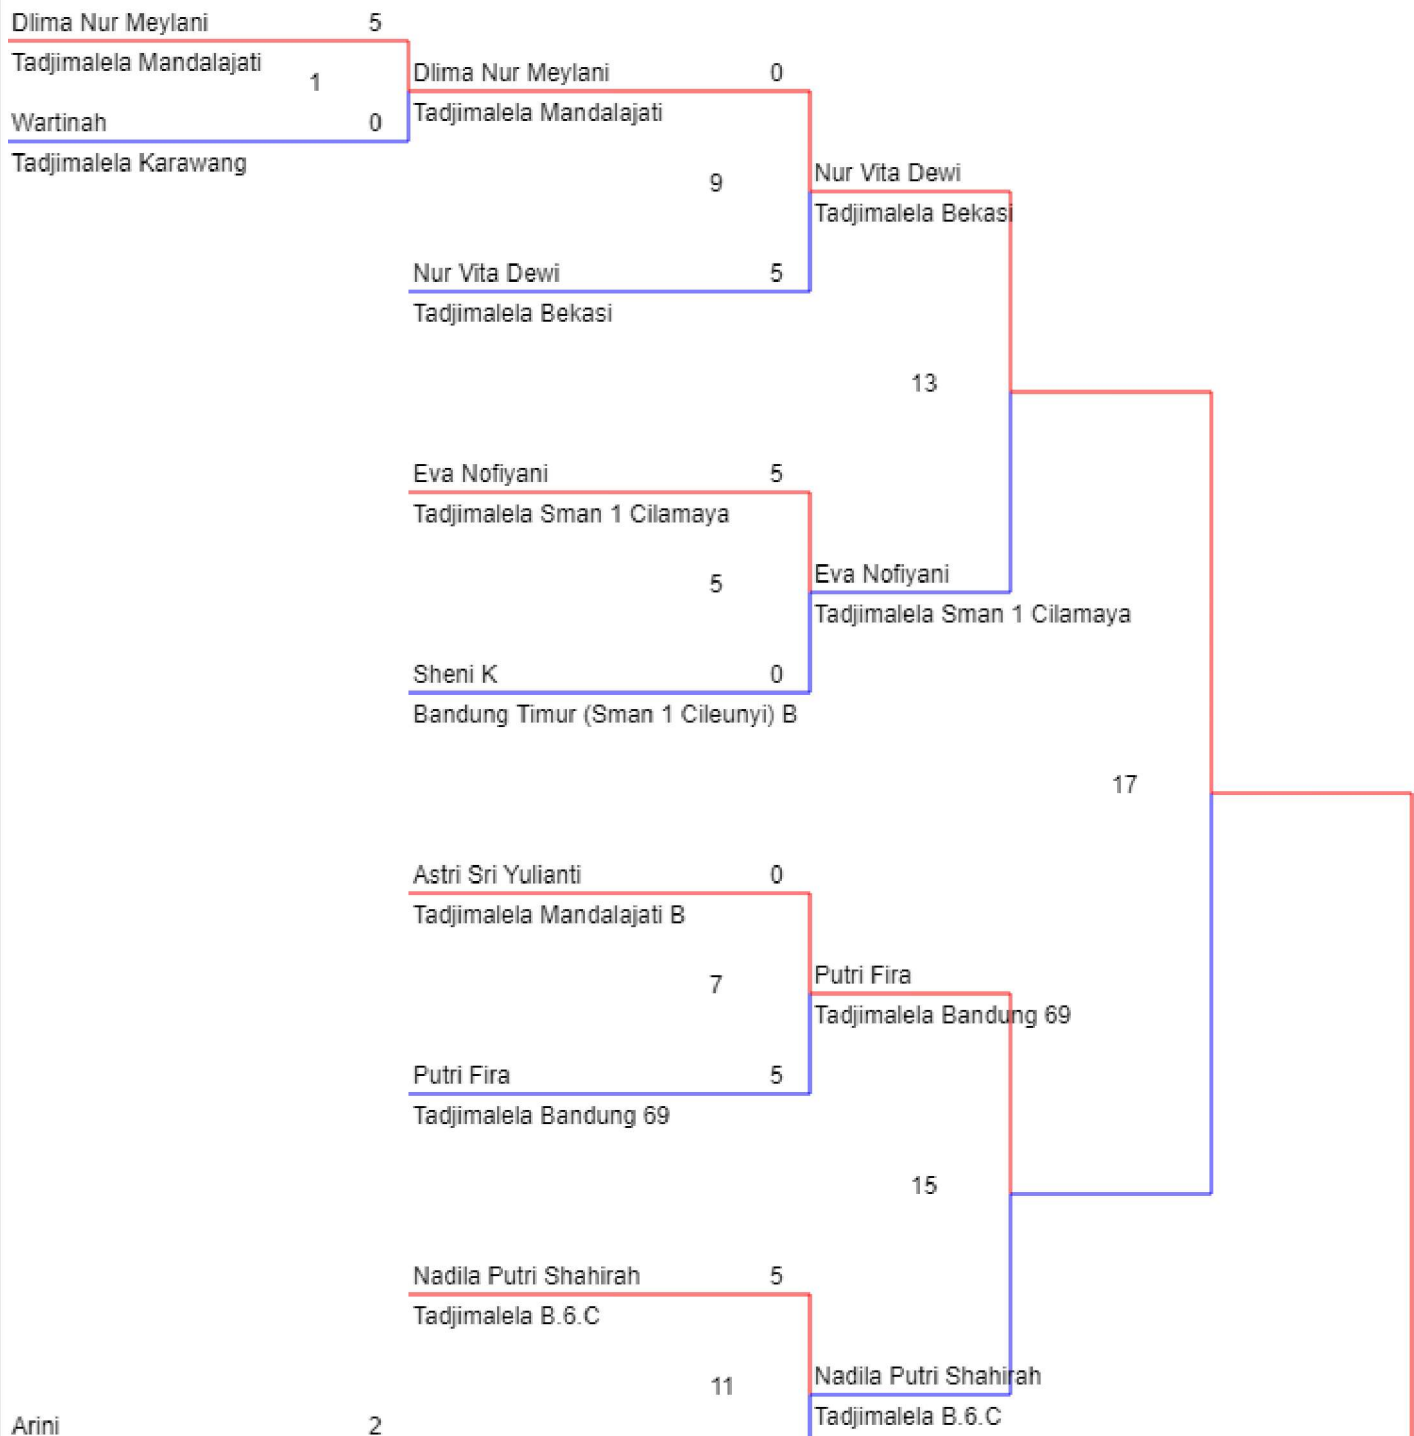 Dlima Nur Meylani 5
Tadjimalela Mandalajati
1
Wartinah 0
Tadjimalela Karawang
Dlima Nur Meylani 0
Tadjimalela Mandalajati
9
Nur Vita Dewi 5
Tadjimalela Bekasi
Nur Vita Dewi
Tadjimalela Bekasi
13
Eva Nofiyani 5
Tadjimalela Sman 1 Cilamaya
5
Sheni K 0
Bandung Timur (Sman 1 Cileunyi) B
Eva Nofiyani
Tadjimalela Sman 1 Cilamaya
17
Astri Sri Yulianti 0
Tadjimalela Mandalajati B
7
Putri Fira 5
Tadjimalela Bandung 69
Putri Fira
Tadjimalela Bandung 69
15
Nadila Putri Shahirah 5
Tadjimalela B.6.C
11
Nadila Putri Shahirah
Tadjimalela B.6.C
Arini 2